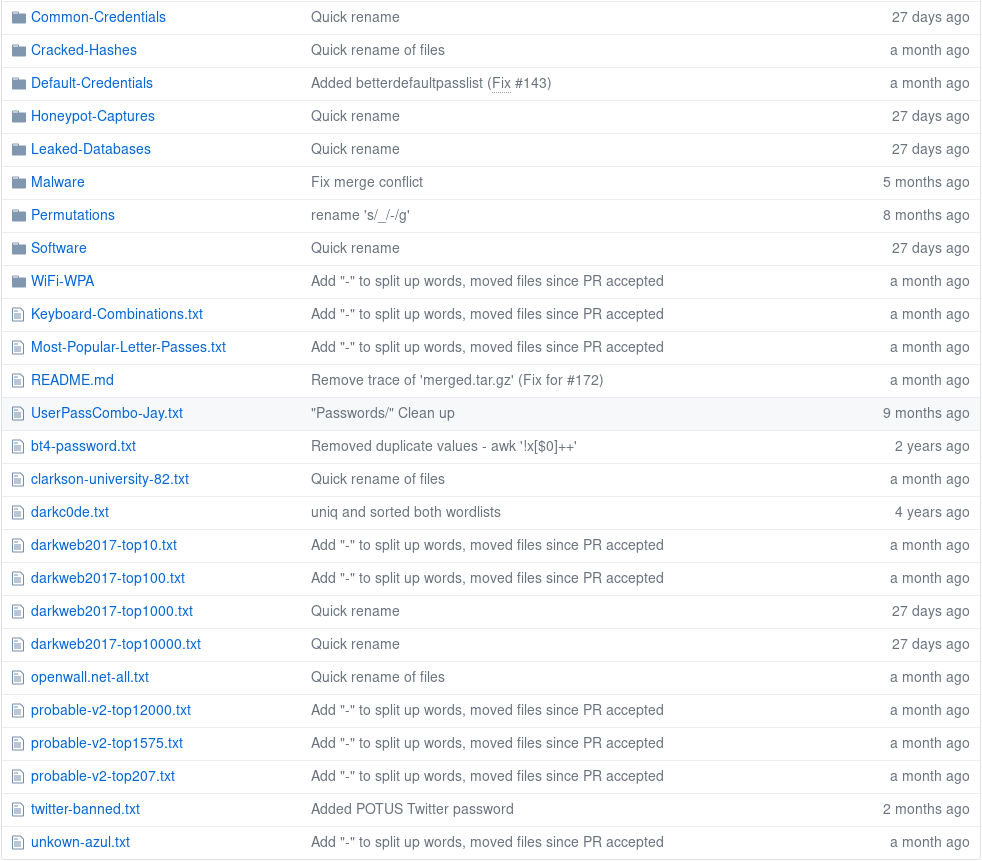 Common-Credentials Quick rename 27 days ago
Cracked-Hashes Quick rename of files a month ago
Default-Credentials Added betterdefaultpasslist (Fix #143) a month ago
Honeypot-Captures Quick rename 27 days ago
Leaked-Databases Quick rename 27 days ago
Malware Fix merge conflict 5 months ago
Permutations rename 's/_/-/g' 8 months ago
Software Quick rename 27 days ago
WiFi-WPA Add "-" to split up words, moved files since PR accepted a month ago
Keyboard-Combinations.txt Add "-" to split up words, moved files since PR accepted a month ago
Most-Popular-Letter-Passes.txt Add "-" to split up words, moved files since PR accepted a month ago
README.md Remove trace of 'merged.tar.gz' (Fix for #172) a month ago
UserPassCombo-Jay.txt "Passwords/" Clean up 9 months ago
bt4-password.txt Removed duplicate values - awk '!x[$0]++' 2 years ago
clarkson-university-82.txt Quick rename of files a month ago
darkc0de.txt uniq and sorted both wordlists 4 years ago
darkweb2017-top10.txt Add "-" to split up words, moved files since PR accepted a month ago
darkweb2017-top100.txt Add "-" to split up words, moved files since PR accepted a month ago
darkweb2017-top1000.txt Quick rename 27 days ago
darkweb2017-top10000.txt Quick rename 27 days ago
openwall.net-all.txt Quick rename of files a month ago
probable-v2-top12000.txt Add "-" to split up words, moved files since PR accepted a month ago
probable-v2-top1575.txt Add "-" to split up words, moved files since PR accepted a month ago
probable-v2-top207.txt Add "-" to split up words, moved files since PR accepted a month ago
twitter-banned.txt Added POTUS Twitter password 2 months ago
unkown-azul.txt Add "-" to split up words, moved files since PR accepted a month ago